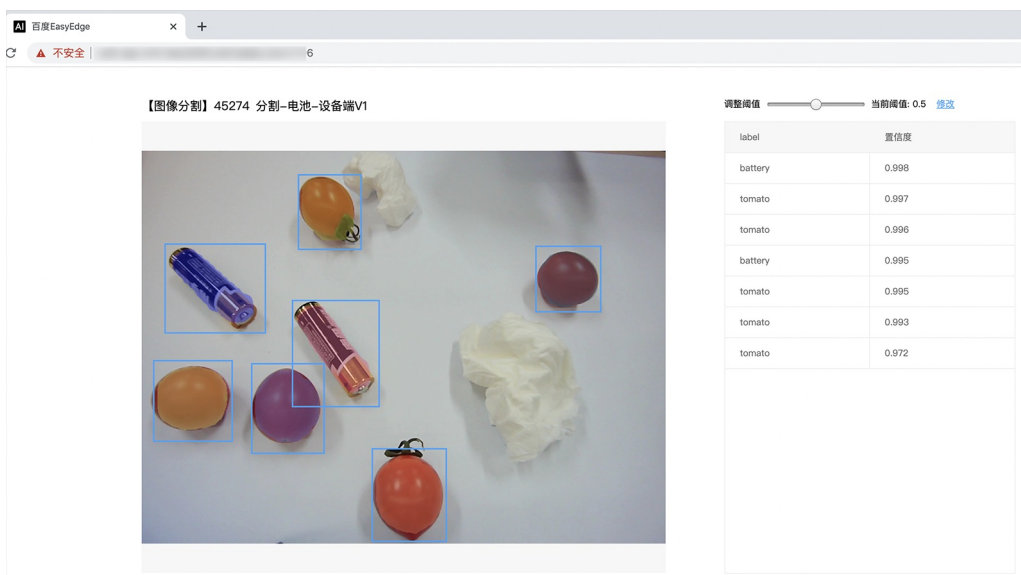 AI 百度EasyEdge
不安全 6
【图像分割】45274 分割-电池-设备端V1
调整阈值 当前阈值: 0.5 修改
label 置信度
battery 0.998
tomato 0.997
tomato 0.996
battery 0.995
tomato 0.995
tomato 0.993
tomato 0.972